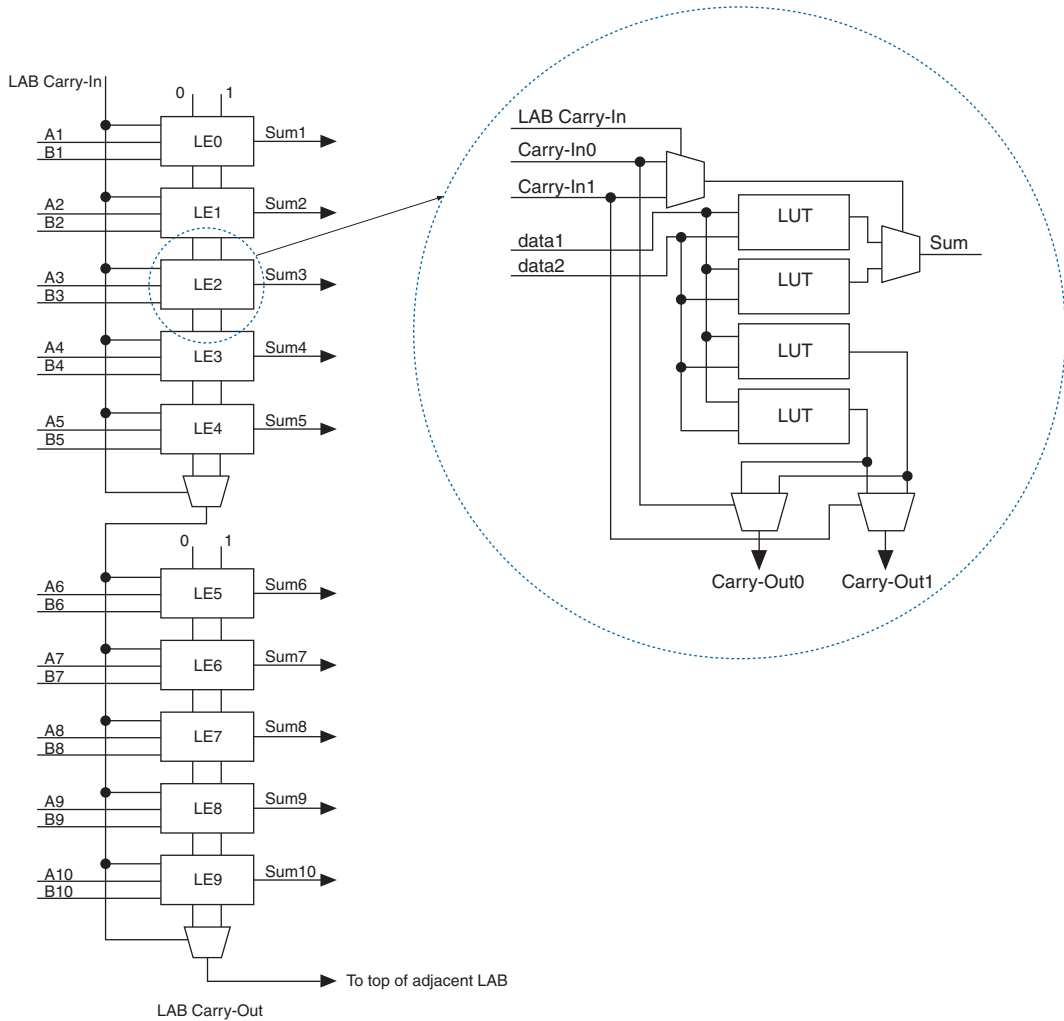 LAB Carry-In
0 1
A1
B1
LE0
Sum1
A2
B2
LE1
Sum2
A3
B3
LE2
Sum3
A4
B4
LE3
Sum4
A5
B5
LE4
Sum5
0 1
A6
B6
LE5
Sum6
A7
B7
LE6
Sum7
A8
B8
LE7
Sum8
A9
B9
LE8
Sum9
A10
B10
LE9
Sum10
To top of adjacent LAB
LAB Carry-Out
LAB Carry-In
Carry-In0
Carry-In1
data1
data2
LUT
LUT
LUT
LUT
Sum
Carry-Out0
Carry-Out1